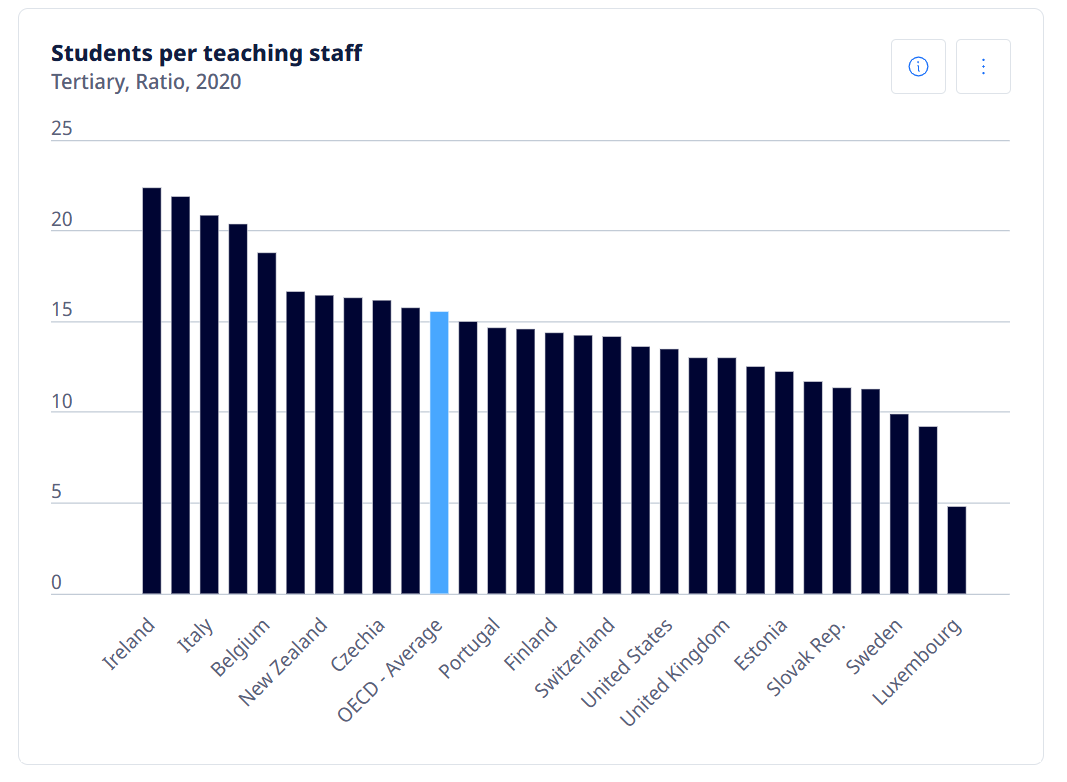 Students per teaching staff
Tertiary, Ratio, 2020
25
20
15
10
5
0
Ireland
Italy
Belgium
New Zealand
Czechia
OECD - Average
Portugal
Finland
Switzerland
United States
United Kingdom
Estonia
Slovak Rep.
Sweden
Luxembourg